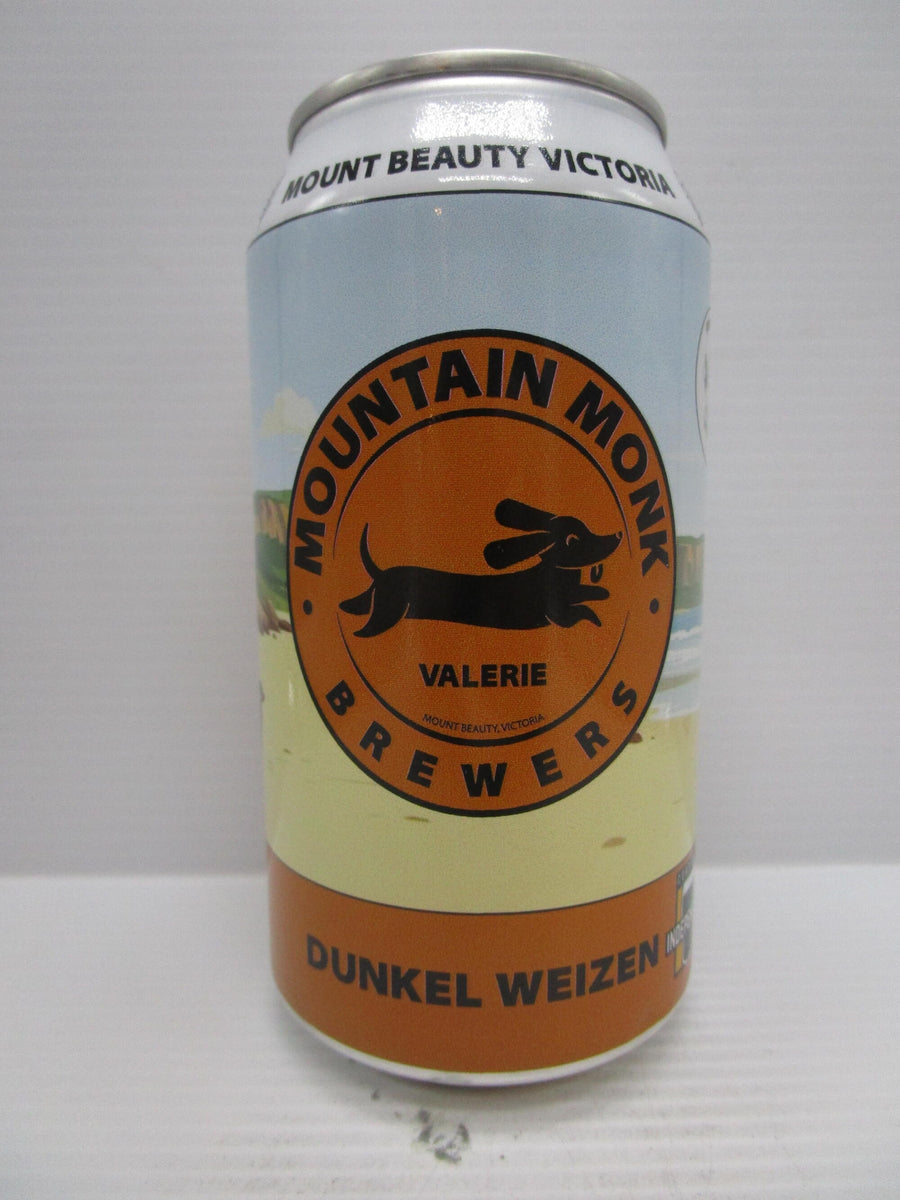 MOUNT BEAUTY VICTORIA
MOUNTAIN MONK
VALERIE
MOUNT BEAUTY, VICTORIA
BREWERS
DUNKEL WEIZEN